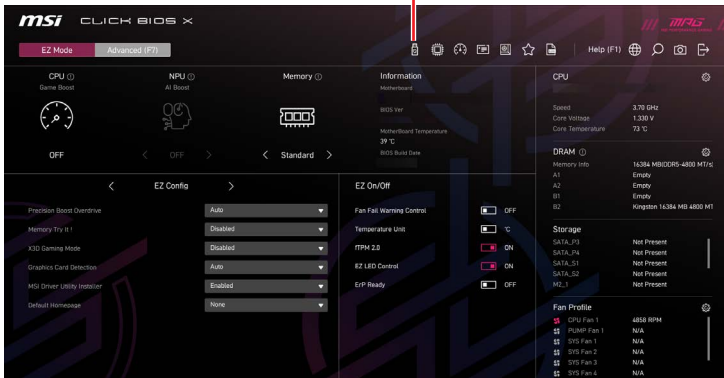 msi CLICK BIOS X
MPG
EZ Mode Advanced (F7)
Help (F1)
CPU
Game Boost
OFF
NPU
AI Boost
OFF
Memory
Standard
Information
Motherboard
BIOS Ver
MotherBoard Temperature
39 °C
BIOS Build Date
EZ Config
Precision Boost Overdrive Auto
Memory Try It ! Disabled
X3D Gaming Mode Disabled
Graphics Card Detection Auto
MSI Driver Utility Installer Enabled
Default Homepage None
EZ On/Off
Fan Fail Warning Control OFF
Temperature Unit °C
fTPM 2.0 ON
EZ LED Control ON
ErP Ready OFF
CPU
Speed 3.70 GHz
Core Voltage 1.330 V
Core Temperature 73 °C
DRAM
Memory Info 16384 MB(DDR5-4800 MT/s)
A1 Empty
A2 Empty
B1 Empty
B2 Kingston 16384 MB 4800 MT
Storage
SATA_P3 Not Present
SATA_P4 Not Present
SATA_S1 Not Present
SATA_S2 Not Present
M2_1 Not Present
Fan Profile
CPU Fan 1 4858 RPM
PUMP Fan 1 N/A
SYS Fan 1 N/A
SYS Fan 2 N/A
SYS Fan 3 N/A
SYS Fan 4 N/A